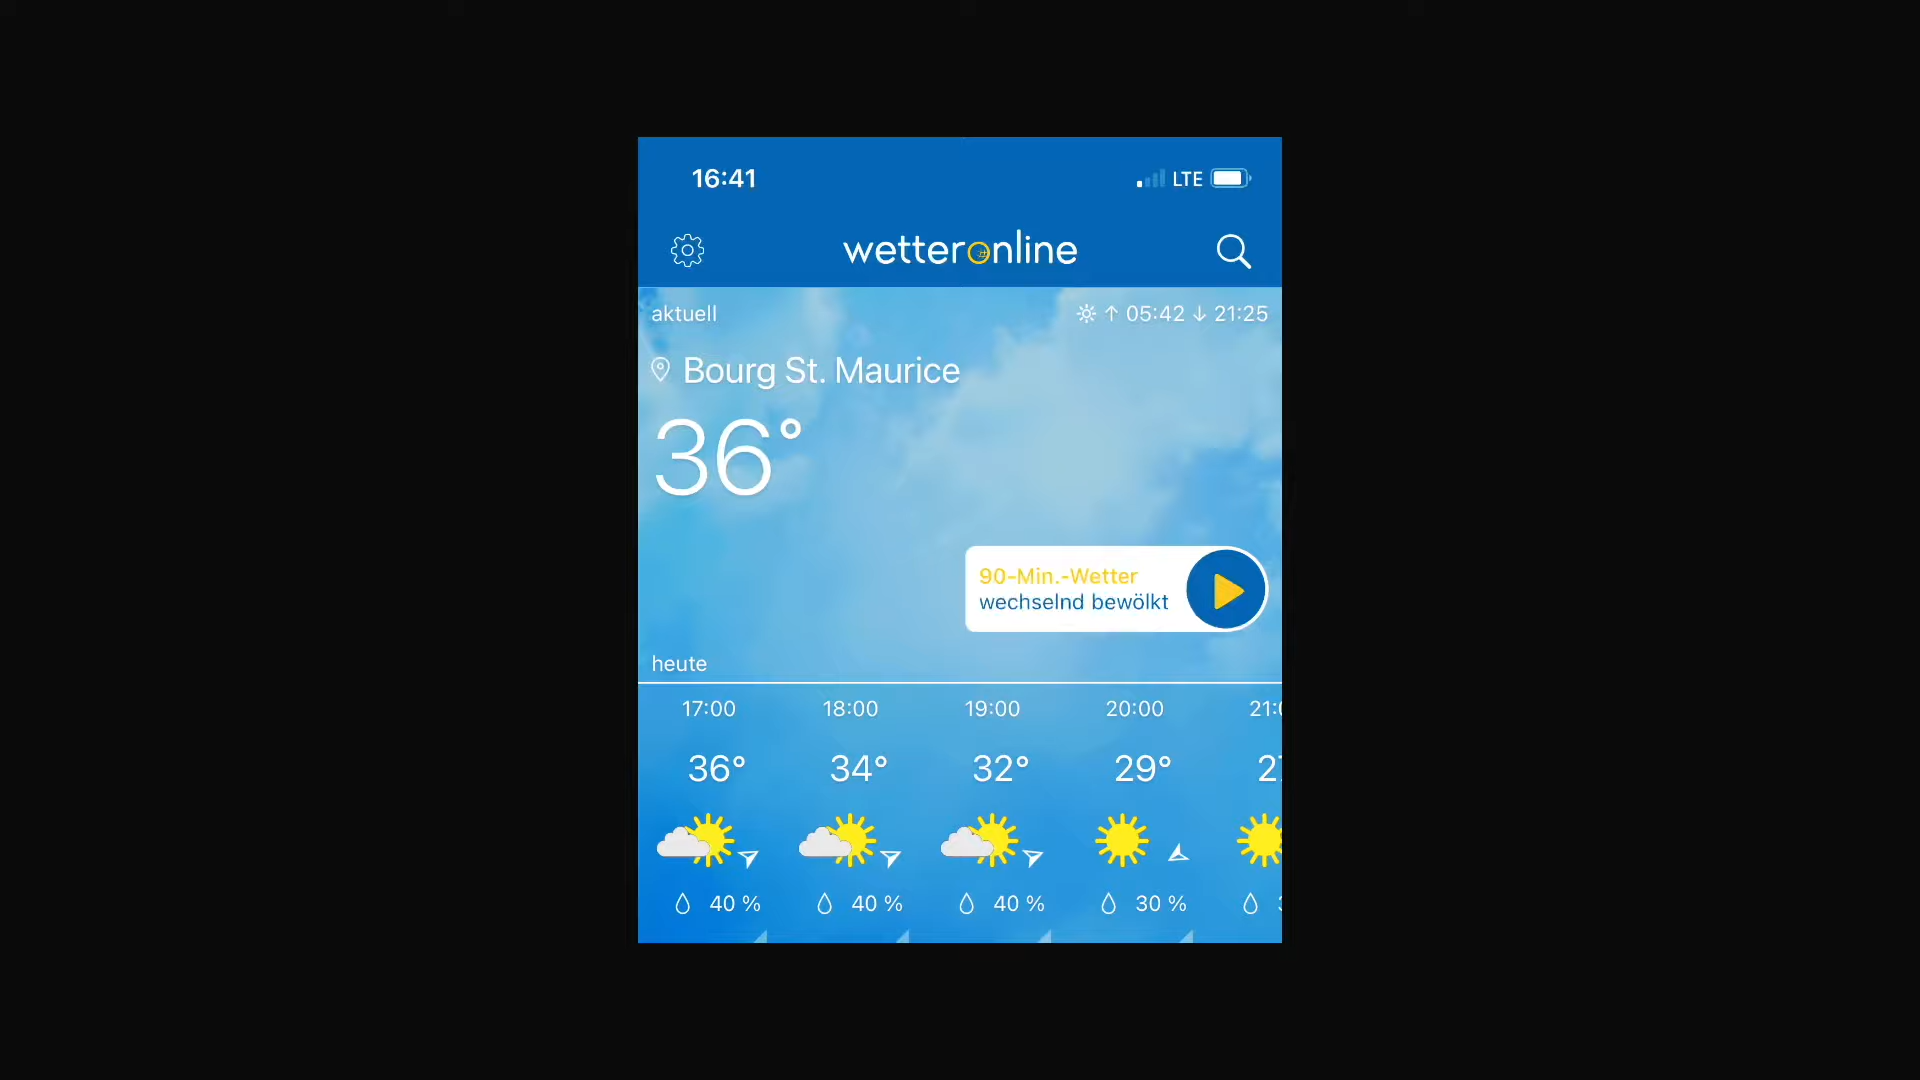 16:41 LTE
wetteronline
aktuell 05:42 21:25
Bourg St. Maurice
36°
90-Min.-Wetter
wechselnd bewölkt
heute
17:00 18:00 19:00 20:00
36° 34° 32° 29°
40 % 40 % 40 % 30 %